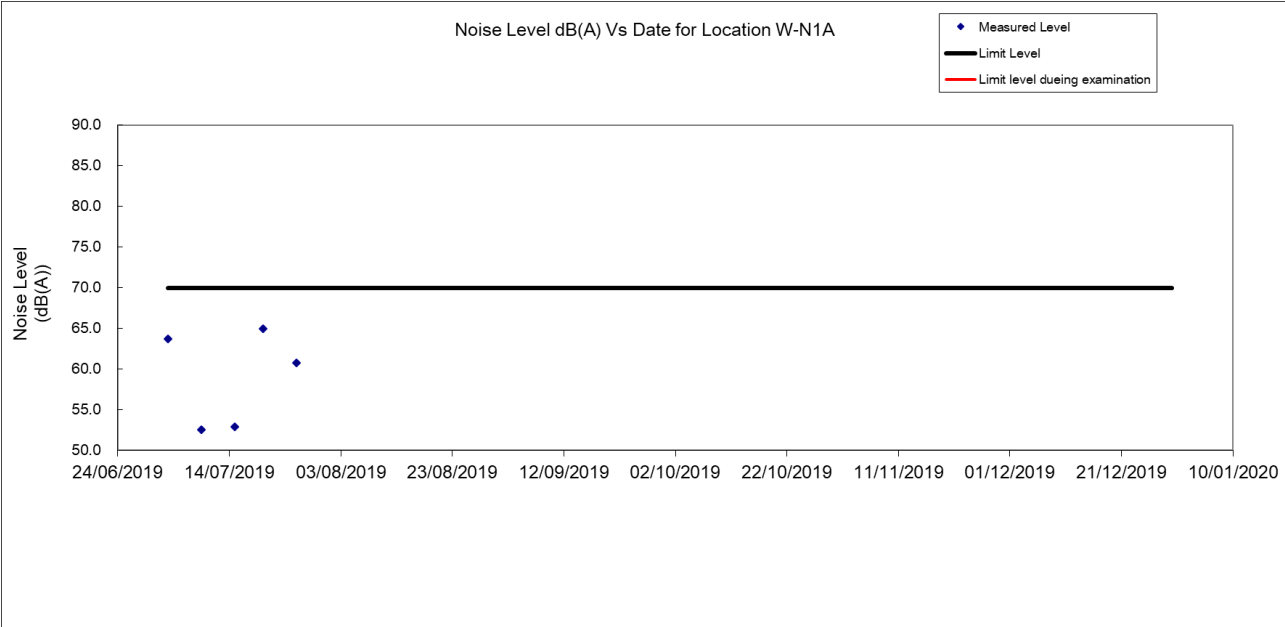 Noise Level dB(A) Vs Date for Location W-N1A
Measured Level
Limit Level
Limit level dueing examination
90.0
85.0
80.0
75.0
70.0
65.0
60.0
55.0
50.0
Noise Level
(dB(A))
24/06/2019 14/07/2019 03/08/2019 23/08/2019 12/09/2019 02/10/2019 22/10/2019 11/11/2019 01/12/2019 21/12/2019 10/01/2020